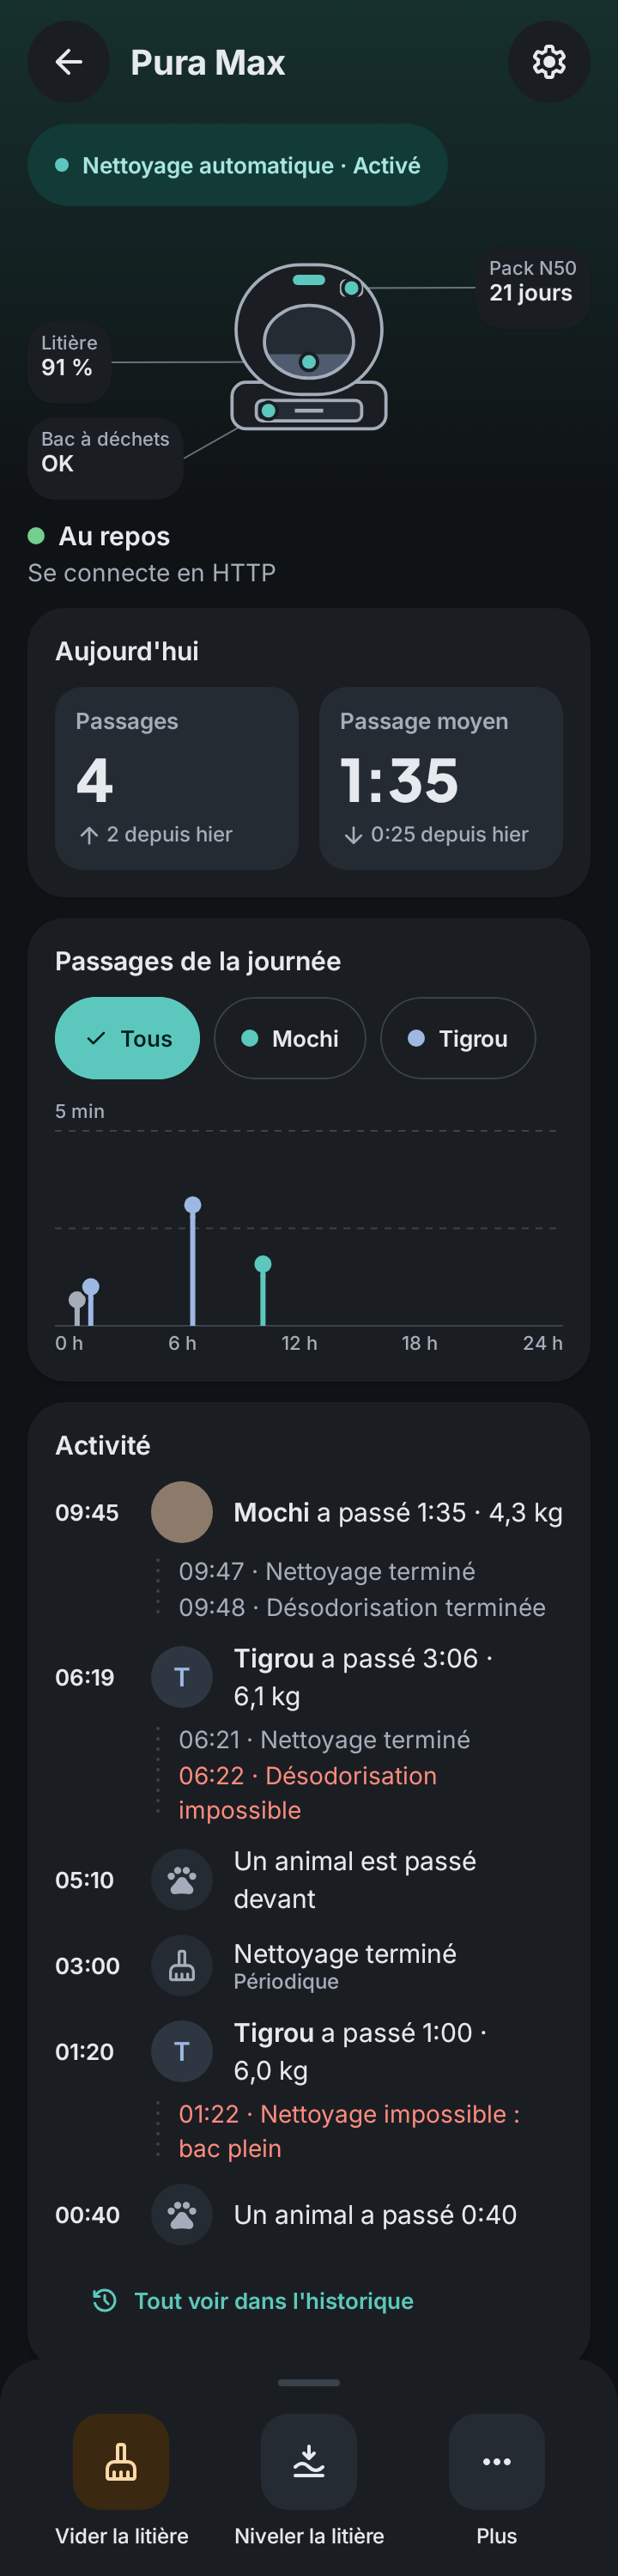 Pura Max
Nettoyage automatique · Activé
Pack N50
21 jours
Litière
91 %
Bac à déchets
OK
Au repos
Se connecte en HTTP
Aujourd'hui
Passages
4
↑ 2 depuis hier
Passage moyen
1:35
↓ 0:25 depuis hier
Passages de la journée
Tous
Mochi
Tigrou
5 min
0 h
6 h
12 h
18 h
24 h
Activité
09:45
Mochi a passé 1:35 · 4,3 kg
09:47 · Nettoyage terminé
09:48 · Désodorisation terminée
06:19
T
Tigrou a passé 3:06 ·
6,1 kg
06:21 · Nettoyage terminé
06:22 · Désodorisation
impossible
05:10
Un animal est passé
devant
03:00
Nettoyage terminé
Périodique
01:20
T
Tigrou a passé 1:00 ·
6,0 kg
01:22 · Nettoyage impossible :
bac plein
00:40
Un animal a passé 0:40
Tout voir dans l'historique
Vider la litière
Niveler la litière
Plus